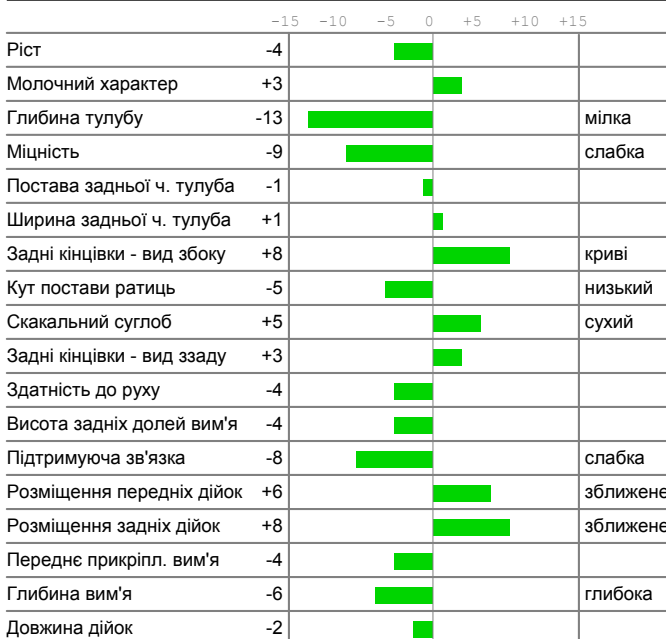 -15 -10 -5 0 +5 +10 +15
Ріст -4
Молочний характер +3
Глибина тулубу -13 мілка
Міцність -9 слабка
Постава задньої ч. тулуба -1
Ширина задньої ч. тулуба +1
Задні кінцівки - вид збоку +8 криві
Кут постави ратиць -5 низький
Скакальний суглоб +5 сухий
Задні кінцівки - вид ззаду +3
Здатність до руху -4
Висота задніх долей вим'я -4
Підтримуюча зв'язка -8 слабка
Розміщення передніх дійок +6 зближене
Розміщення задніх дійок +8 зближене
Переднє прикріпл. вим'я -4
Глибина вим'я -6 глибока
Довжина дійок -2